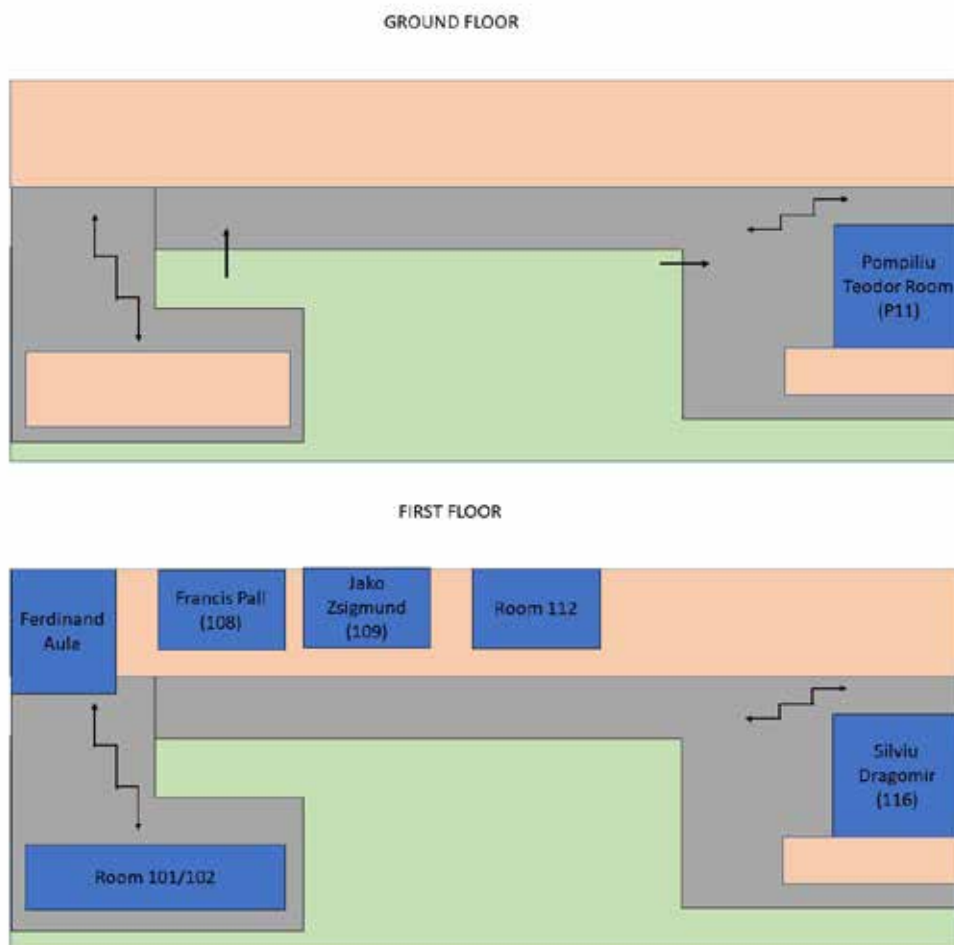 GROUND FLOOR
Pompiliu
Teodor Room
(P11)
FIRST FLOOR
Ferdinand
Aula
Francis Pall
(108)
Jako
Zsigmund
(109)
Room 112
Silviu
Dragomir
(116)
Room 101/102